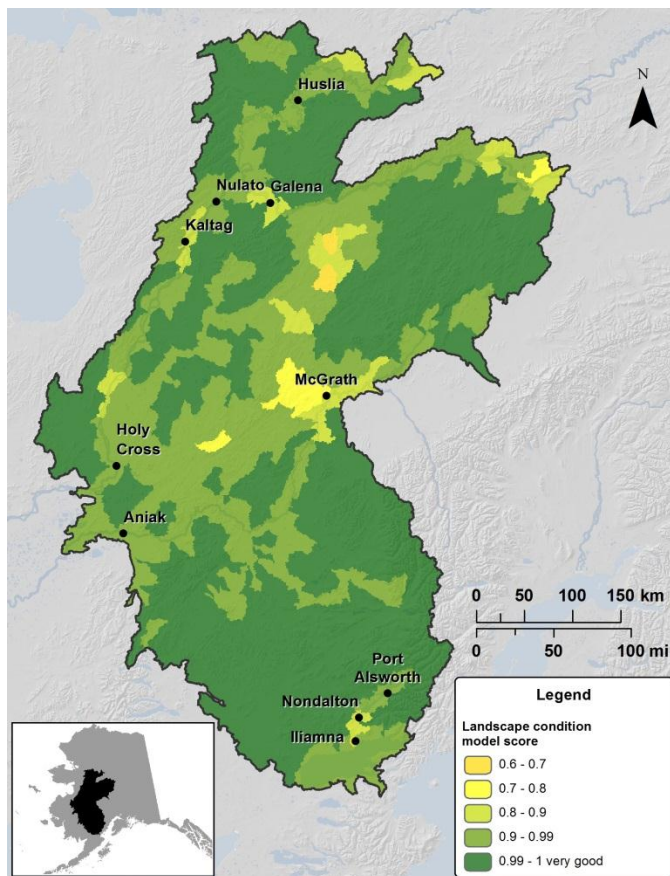 Huslia
N
Nulato Galena
Kaltag
McGrath
Holy
Cross
Aniak
0 50 100 150 km
0 50 100 mi
Port
Alsworth
Nondalton
Iliamna
Legend
Landscape condition
model score
0.6 - 0.7
0.7 - 0.8
0.8 - 0.9
0.9 - 0.99
0.99 - 1 very good